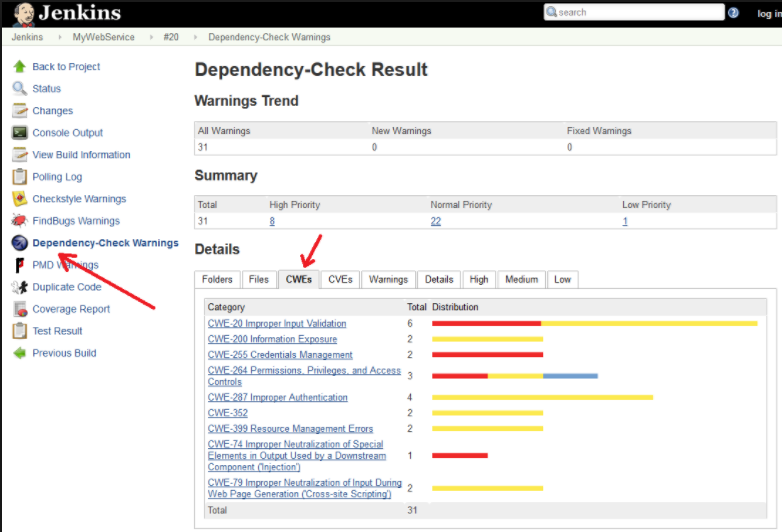 Jenkins
search
log in
Jenkins MyWebService #20 Dependency-Check Warnings
Back to Project
Status
Changes
Console Output
View Build Information
Polling Log
Checkstyle Warnings
FindBugs Warnings
Dependency-Check Warnings
PMD Warnings
Duplicate Code
Coverage Report
Test Result
Previous Build
Dependency-Check Result
Warnings Trend
All Warnings New Warnings Fixed Warnings
31 0 0
Summary
Total High Priority Normal Priority Low Priority
31 8 22 1
Details
Folders Files CWEs CVEs Warnings Details High Medium Low
Category Total Distribution
CWE-20 Improper Input Validation 6
CWE-200 Information Exposure 2
CWE-255 Credentials Management 2
CWE-264 Permissions, Privileges, and Access
Controls 3
CWE-287 Improper Authentication 4
CWE-352 2
CWE-399 Resource Management Errors 2
CWE-74 Improper Neutralization of Special
Elements in Output Used by a Downstream 1
Component ('Injection')
CWE-79 Improper Neutralization of Input During
Web Page Generation ('Cross-site Scripting') 2
Total 31